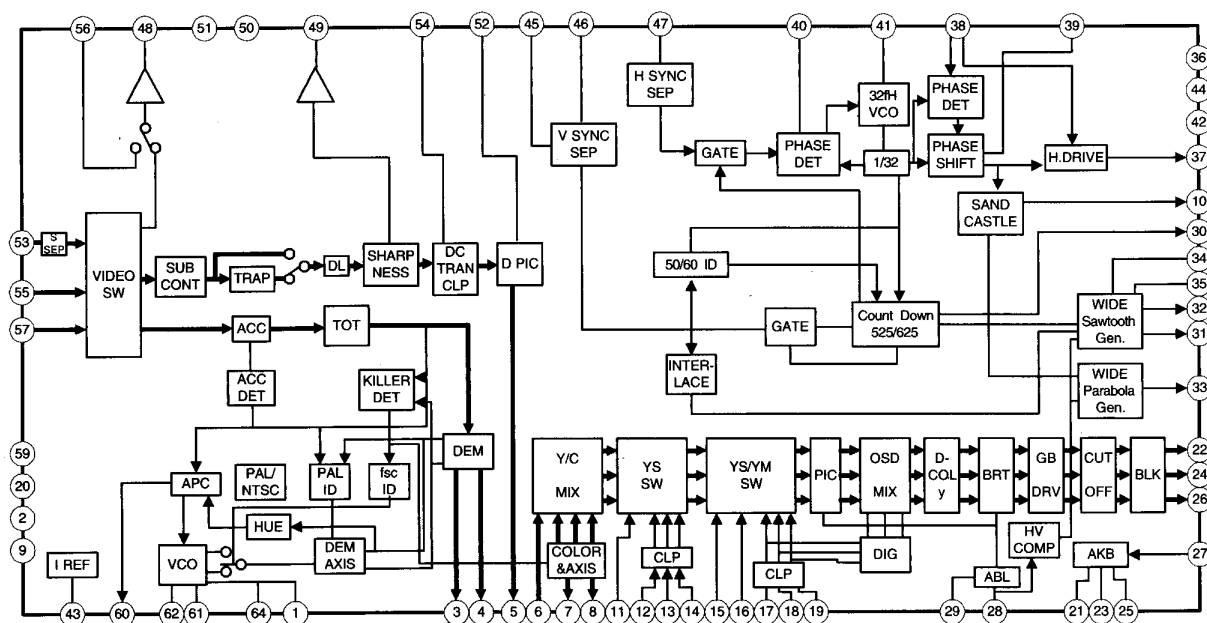 56 48 51 50 49 54 52 45 46 47 40 41 38 39
36
44
42
37
10
30
34
35
32
31
33
22
24
26
27
53
55
57
59
20
2
9
H SYNC
SEP
V SYNC
SEP
GATE
PHASE
DET
32fH
VCO
1/32
PHASE
DET
PHASE
SHIFT
H.DRIVE
SAND
CASTLE
S
SEP
VIDEO
SW
SUB
CONT
TRAP
DL
SHARP
NESS
DC
TRAN
CLP
D PIC
50/60 ID
GATE
Count Down
525/625
INTER-
LACE
WIDE
Sawtooth
Gen.
WIDE
Parabola
Gen.
ACC
TOT
ACC
DET
KILLER
DET
DEM
APC
PAL/
NTSC
PAL
ID
fsc
ID
HUE
VCO
DEM
AXIS
I REF
Y/C
MIX
YS
SW
YS/YM
SW
PIC
OSD
MIX
D-
COL
y
BRT
GB
DRV
CUT
OFF
BLK
COLOR
&AXIS
CLP
CLP
DIG
HV
COMP
ABL
AKB
43 60 62 61 64 1 3 4 5 6 7 8 11 12 13 14 15 16 17 18 19 29 28 21 23 25